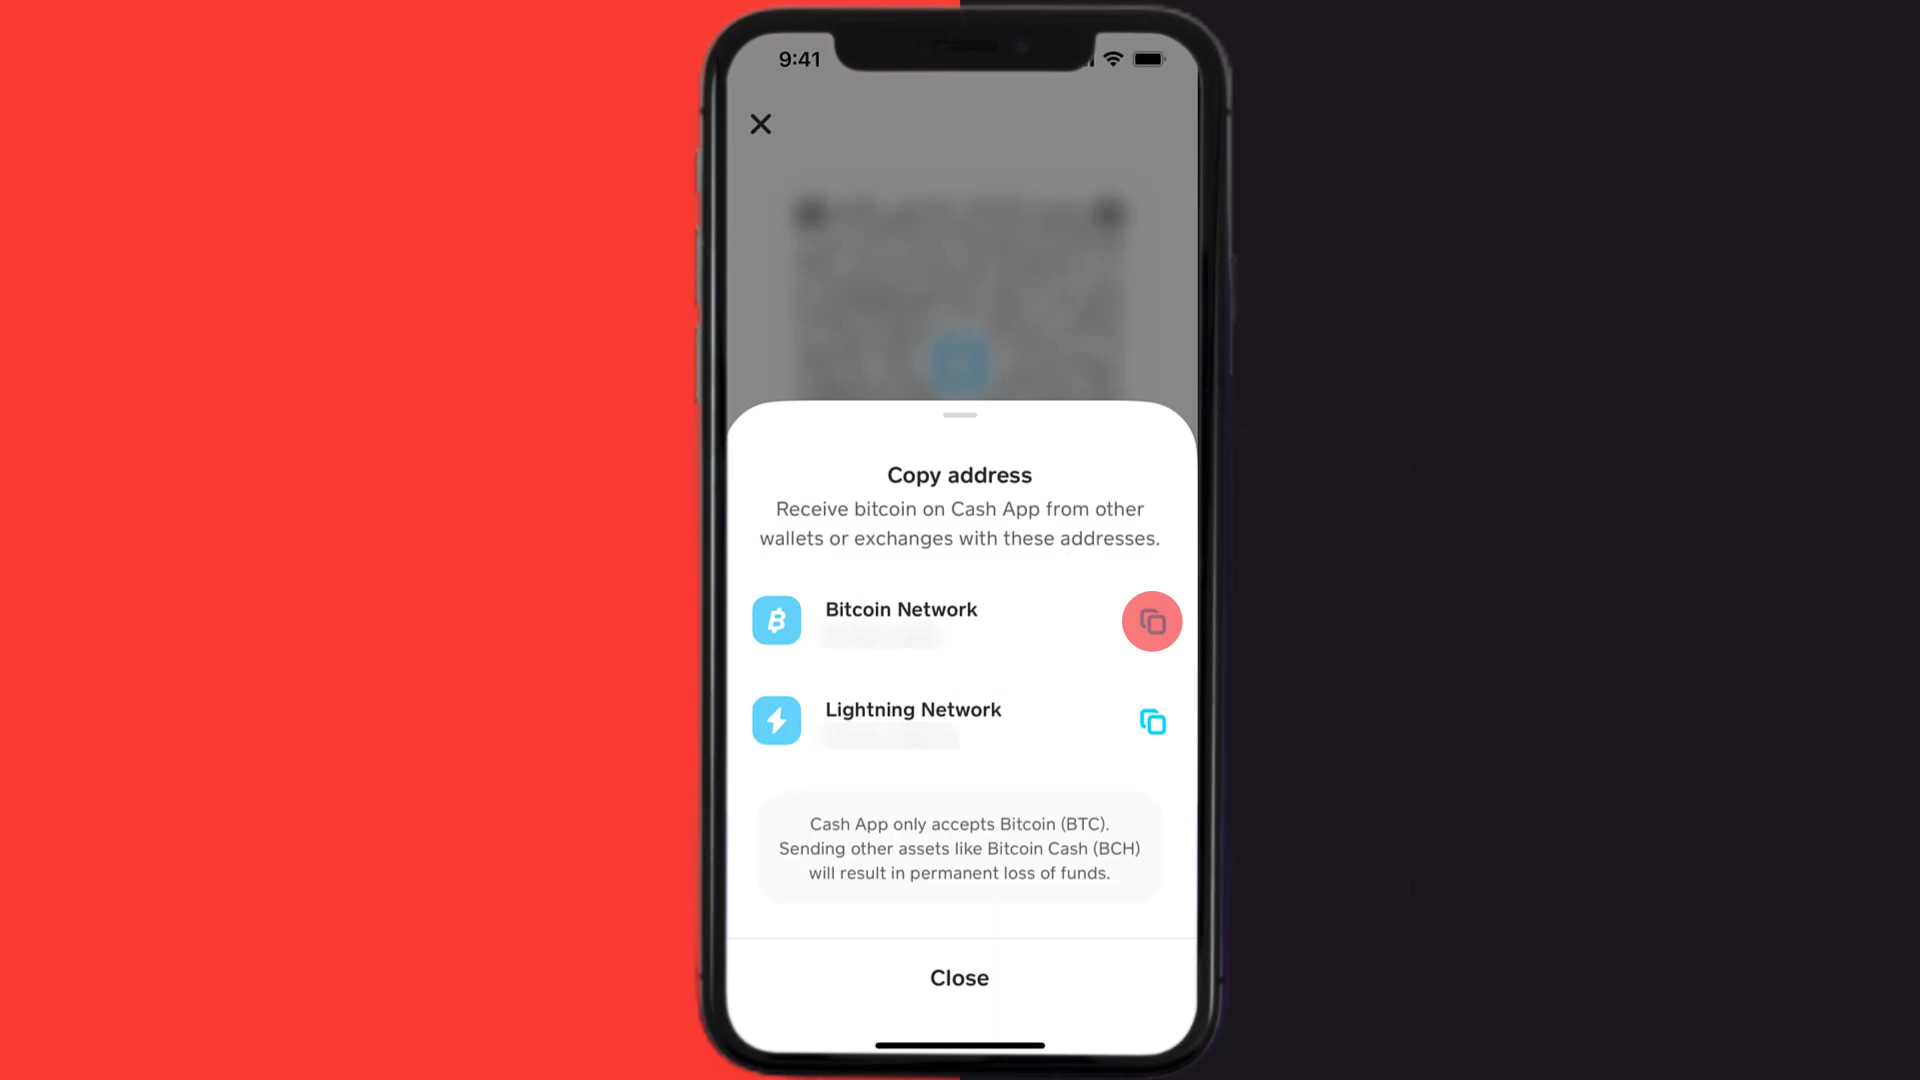 9:41
Copy address
Receive bitcoin on Cash App from other
wallets or exchanges with these addresses.
Bitcoin Network
Lightning Network
Cash App only accepts Bitcoin (BTC).
Sending other assets like Bitcoin Cash (BCH)
will result in permanent loss of funds.
Close